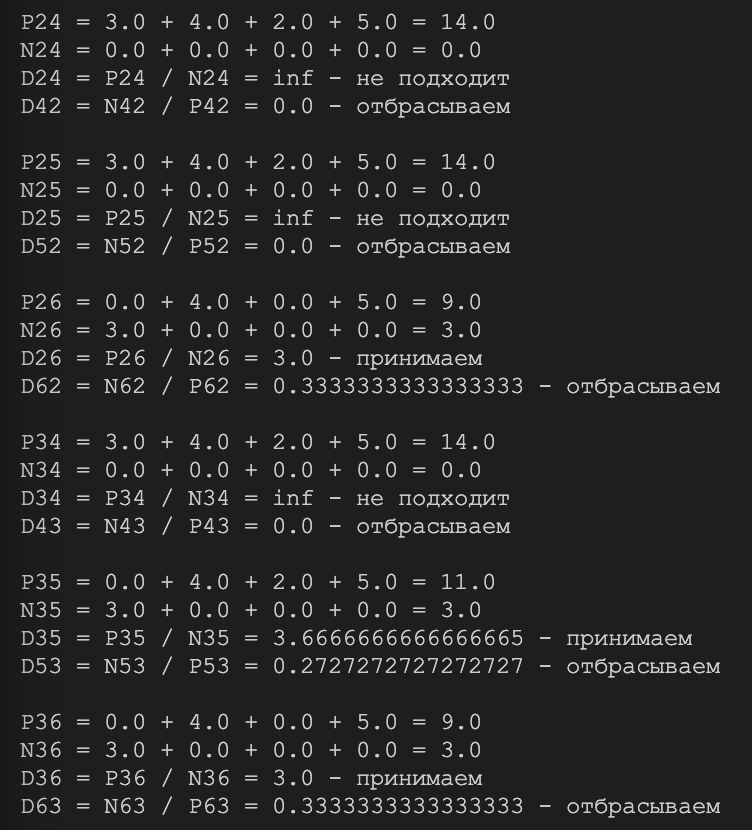 P24 = 3.0 + 4.0 + 2.0 + 5.0 = 14.0
N24 = 0.0 + 0.0 + 0.0 + 0.0 = 0.0
D24 = P24 / N24 = inf - не подходит
D42 = N42 / P42 = 0.0 - отбрасываем
P25 = 3.0 + 4.0 + 2.0 + 5.0 = 14.0
N25 = 0.0 + 0.0 + 0.0 + 0.0 = 0.0
D25 = P25 / N25 = inf - не подходит
D52 = N52 / P52 = 0.0 - отбрасываем
P26 = 0.0 + 4.0 + 0.0 + 5.0 = 9.0
N26 = 3.0 + 0.0 + 0.0 + 0.0 = 3.0
D26 = P26 / N26 = 3.0 - принимаем
D62 = N62 / P62 = 0.3333333333333333 - отбрасываем
P34 = 3.0 + 4.0 + 2.0 + 5.0 = 14.0
N34 = 0.0 + 0.0 + 0.0 + 0.0 = 0.0
D34 = P34 / N34 = inf - не подходит
D43 = N43 / P43 = 0.0 - отбрасываем
P35 = 0.0 + 4.0 + 2.0 + 5.0 = 11.0
N35 = 3.0 + 0.0 + 0.0 + 0.0 = 3.0
D35 = P35 / N35 = 3.6666666666666665 - принимаем
D53 = N53 / P53 = 0.2727272727272727 - отбрасываем
P36 = 0.0 + 4.0 + 0.0 + 5.0 = 9.0
N36 = 3.0 + 0.0 + 0.0 + 0.0 = 3.0
D36 = P36 / N36 = 3.0 - принимаем
D63 = N63 / P63 = 0.3333333333333333 - отбрасываем